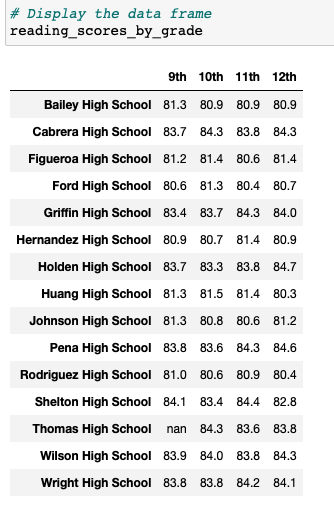 # Display the data frame
reading_scores_by_grade
9th 10th 11th 12th
Bailey High School 81.3 80.9 80.9 80.9
Cabrera High School 83.7 84.3 83.8 84.3
Figueroa High School 81.2 81.4 80.6 81.4
Ford High School 80.6 81.3 80.4 80.7
Griffin High School 83.4 83.7 84.3 84.0
Hernandez High School 80.9 80.7 81.4 80.9
Holden High School 83.7 83.3 83.8 84.7
Huang High School 81.3 81.5 81.4 80.3
Johnson High School 81.3 80.8 80.6 81.2
Pena High School 83.8 83.6 84.3 84.6
Rodriguez High School 81.0 80.6 80.9 80.4
Shelton High School 84.1 83.4 84.4 82.8
Thomas High School nan 84.3 83.6 83.8
Wilson High School 83.9 84.0 83.8 84.3
Wright High School 83.8 83.8 84.2 84.1